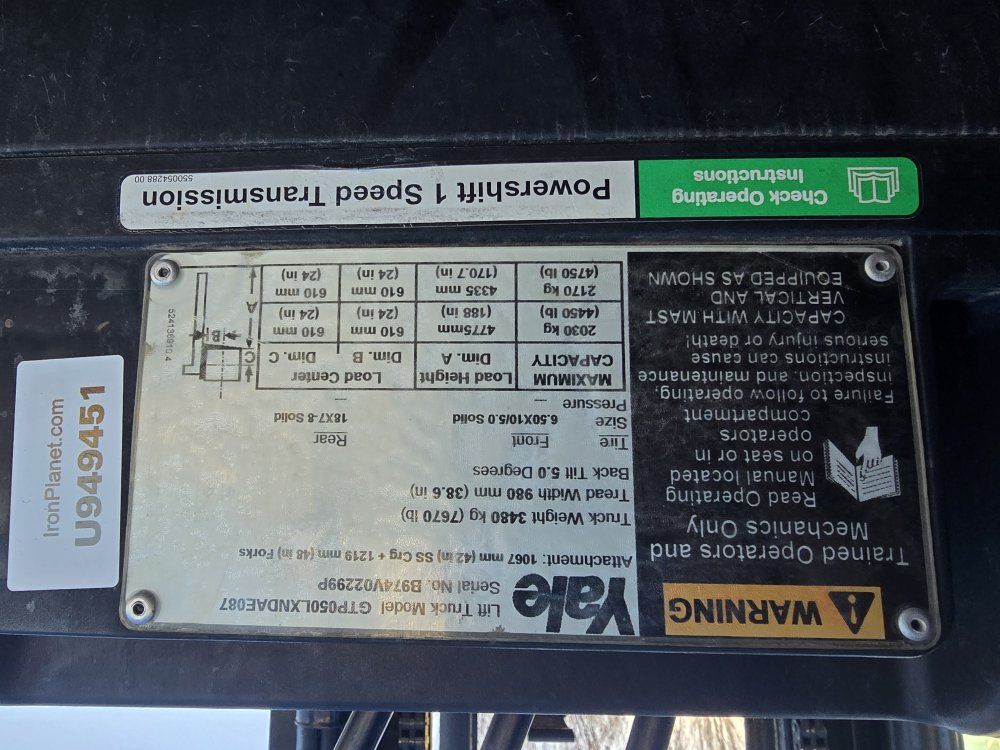 WARNING
Trained Operators and
Mechanics Only
Read Operating
Manual located
on seat or in
operators
compartment
Failure to follow operating,
inspection, and maintenance
instructions can cause
serious injury or death!
CAPACITY WITH MAST
VERTICAL AND
EQUIPPED AS SHOWN
Yale
Lift Truck Model GTP050LXNDAE087
Serial No. B974V02299P
Attachment: 1067 mm (42 in) SS Crg + 1219 mm (48 in) Forks
Truck Weight 3480 kg (7670 lb)
Tread Width 980 mm (38.6 in)
Back Tilt 5.0 Degrees
Tire Front Rear
Size 6.50X10/5.0 Solid 18X7-8 Solid
Pressure — —
MAXIMUM Load Height Load Center
CAPACITY Dim. A Dim. B Dim. C
2030 kg 4775mm 610 mm 610 mm
(4450 lb) (188 in) (24 in) (24 in)
2170 kg 4335 mm 610 mm 610 mm
(4750 lb) (170.7 in) (24 in) (24 in)
C
B
A
524136910 4
Check Operating
Instructions
Powershift 1 Speed Transmission
550054288 00
IronPlanet.com
U949451